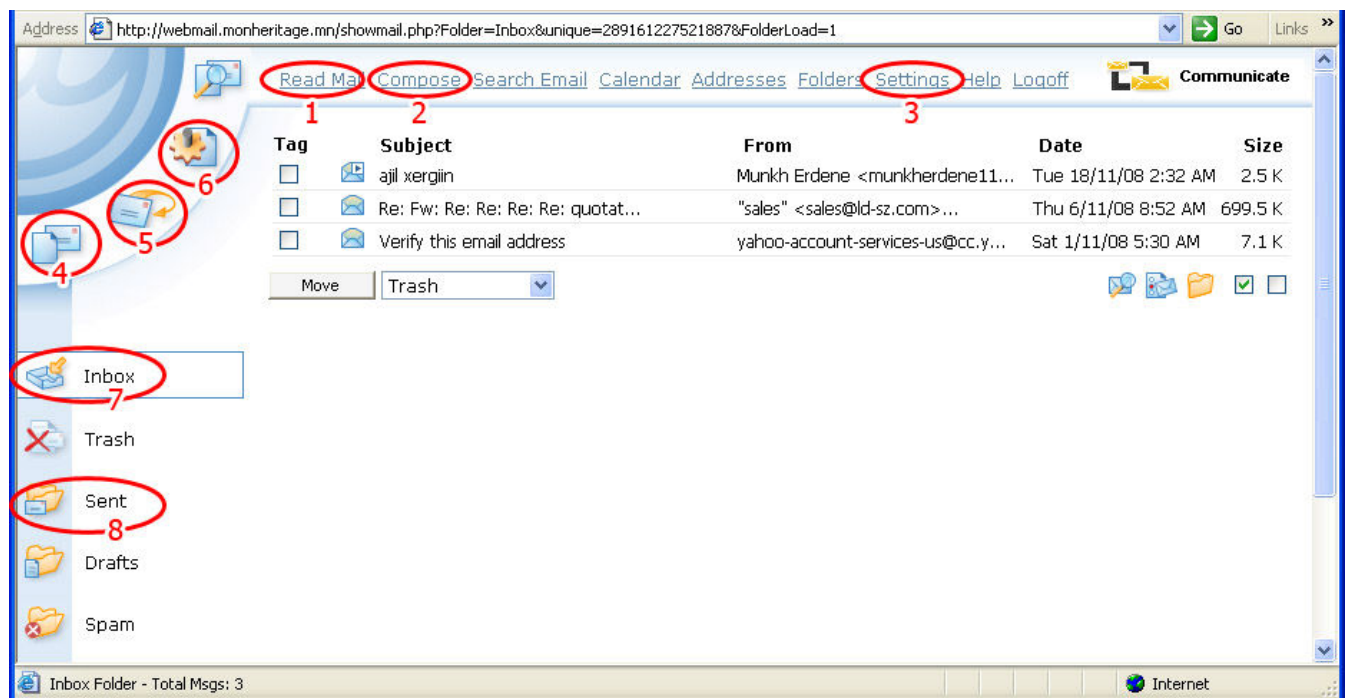 Address http://webmail.monheritage.mn/showmail.php?Folder=Inbox&unique=289161227521887&FolderLoad=1 Go Links »
Read Mai Compose Search Email Calendar Addresses Folders Settings Help Logoff Communicate
1 2 3
Tag Subject From Date Size
ajil xergiin Munkh Erdene <munkherdene11... Tue 18/11/08 2:32 AM 2.5 K
Re: Fw: Re: Re: Re: Re: quotat... "sales" <sales@ld-sz.com>... Thu 6/11/08 8:52 AM 699.5 K
Verify this email address yahoo-account-services-us@cc.y... Sat 1/11/08 5:30 AM 7.1 K
6
5
4
Move Trash
Inbox
7
Trash
Sent
8
Drafts
Spam
Inbox Folder - Total Msgs: 3 Internet